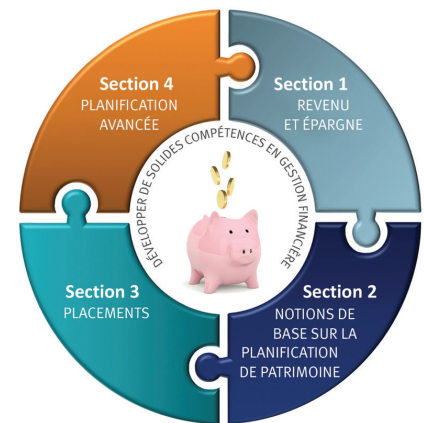 Section 1
REVENU
ET ÉPARGNE
Section 2
NOTIONS DE
BASE SUR LA
PLANIFICATION
DE PATRIMOINE
Section 3
PLACEMENTS
Section 4
PLANIFICATION
AVANCÉE
DÉVELOPPER DE SOLIDES COMPÉTENCES EN GESTION FINANCIÈRE